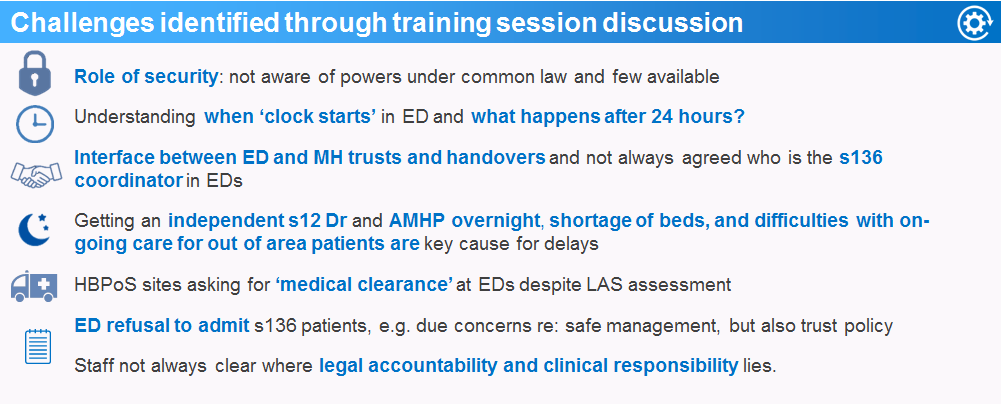 Challenges identified through training session discussion
Role of security: not aware of powers under common law and few available
Understanding when ‘clock starts’ in ED and what happens after 24 hours?
Interface between ED and MH trusts and handovers and not always agreed who is the s136
coordinator in EDs
Getting an independent s12 Dr and AMHP overnight, shortage of beds, and difficulties with on-
going care for out of area patients are key cause for delays
HBPoS sites asking for ‘medical clearance’ at EDs despite LAS assessment
ED refusal to admit s136 patients, e.g. due concerns re: safe management, but also trust policy
Staff not always clear where legal accountability and clinical responsibility lies.